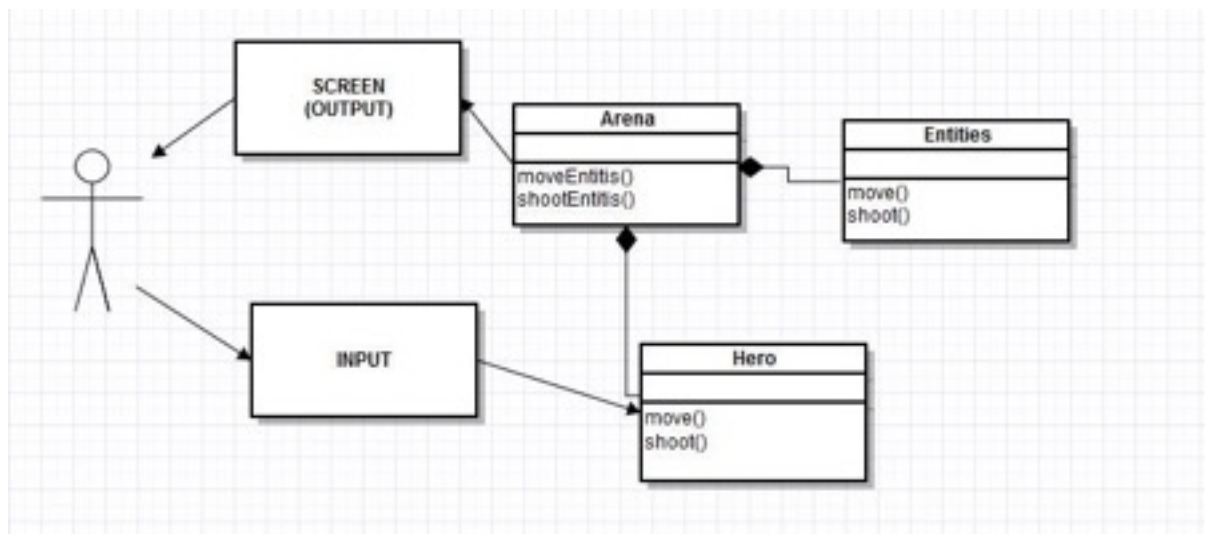 SCREEN
(OUTPUT)
Arena
moveEntitis()
shootEntitis()
Entities
move()
shoot()
INPUT
Hero
move()
shoot()